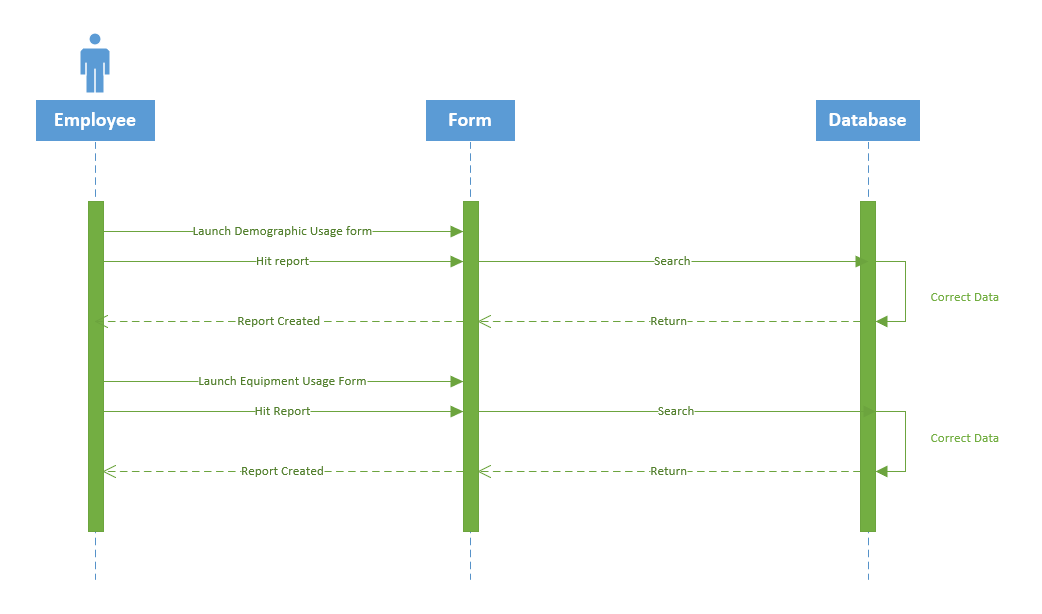 Employee
Form
Database
Launch Demographic Usage form
Hit report
Search
Correct Data
Report Created
Return
Launch Equipment Usage Form
Hit Report
Search
Correct Data
Report Created
Return